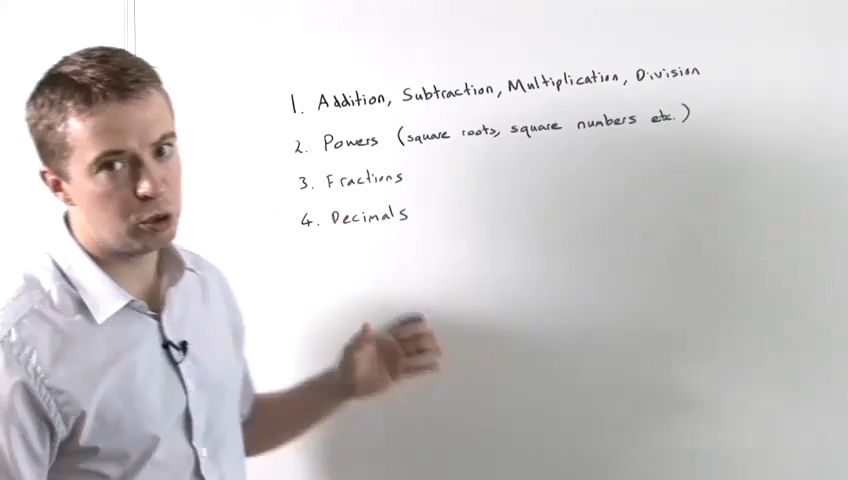 1. Addition, Subtraction, Multiplication, Division
2. Powers (square roots, square numbers etc.)
3. Fractions
4. Decimals